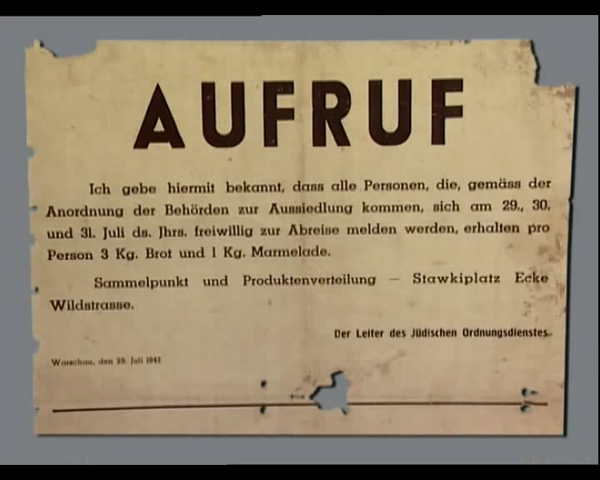 AUFRUF
Ich gebe hiermit bekannt, dass alle Personen, die, gemäss der
Anordnung der Behörden zur Aussiedlung kommen, sich am 29., 30.
und 31. Juli ds. Jhrs. freiwillig zur Abreise melden werden, erhalten pro
Person 3 Kg. Brot und 1 Kg. Marmelade.
Sammelpunkt und Produktenverteilung — Stawkiplatz Ecke
Wildstrasse.
Der Leiter des Jüdischen Ordnungsdienstes
Warschau, den 29. Juli 1942